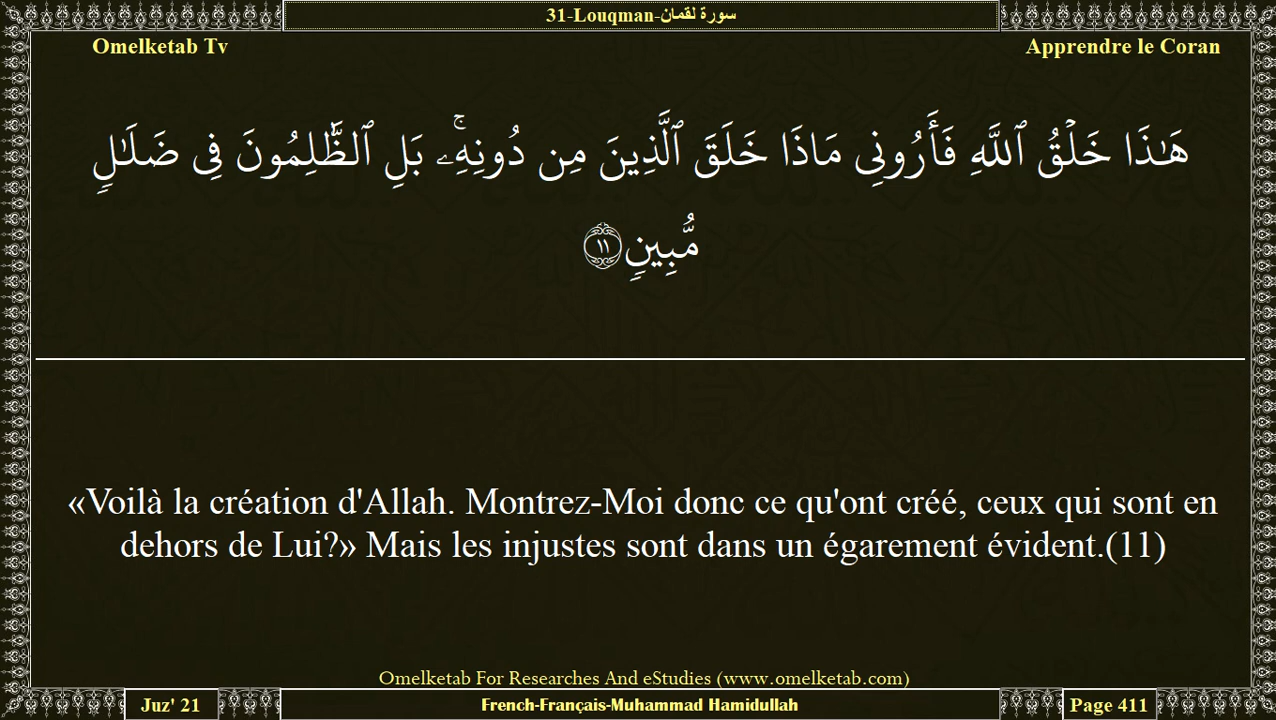 31-Louqman-سورة لقمان
Omelketab Tv
Apprendre le Coran
هَـٰذَا خَلۡقُ ٱللَّهِ فَأَرُونِى مَاذَا خَلَقَ ٱلَّذِينَ مِن دُونِهِۦۚ بَلِ ٱلظَّـٰلِمُونَ فِى ضَلَـٰلٍ
مُّبِينٍ ١١
«Voilà la création d'Allah. Montrez-Moi donc ce qu'ont créé, ceux qui sont en
dehors de Lui?» Mais les injustes sont dans un égarement évident.(11)
Omelketab For Researches And eStudies (www.omelketab.com)
Juz' 21
French-Français-Muhammad Hamidullah
Page 411